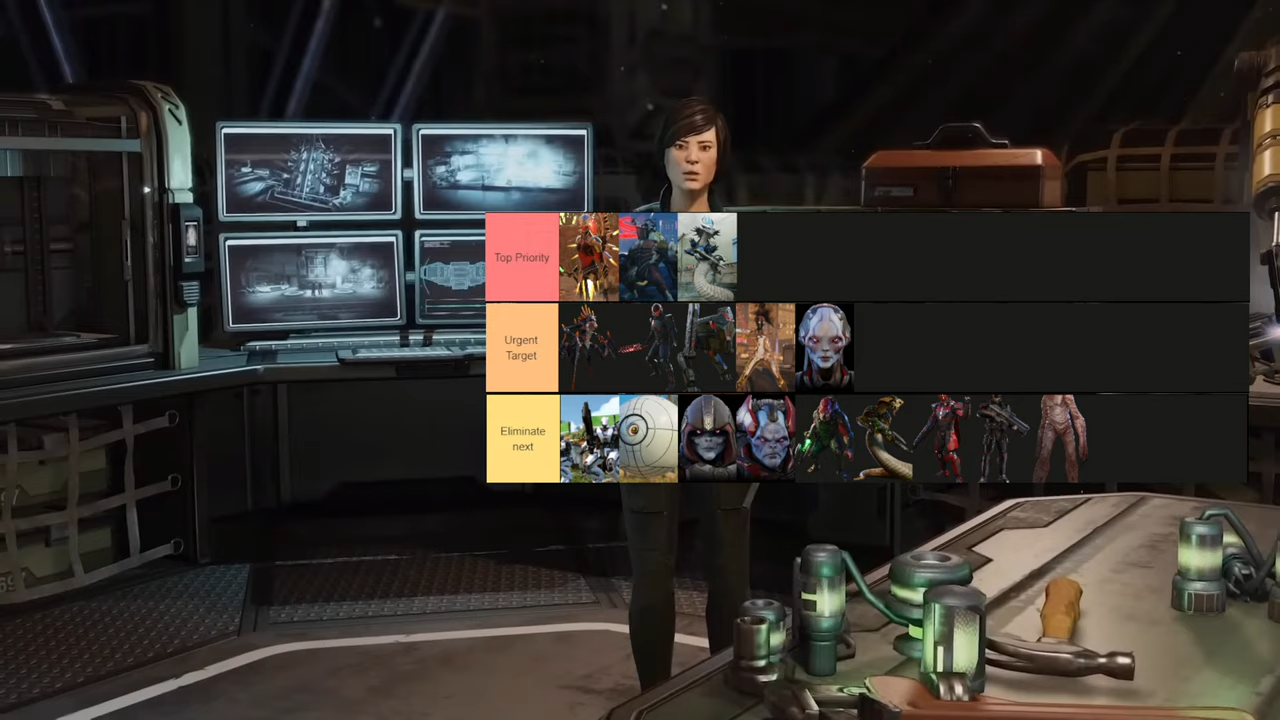 Top Priority
Urgent
Target
Eliminate
next